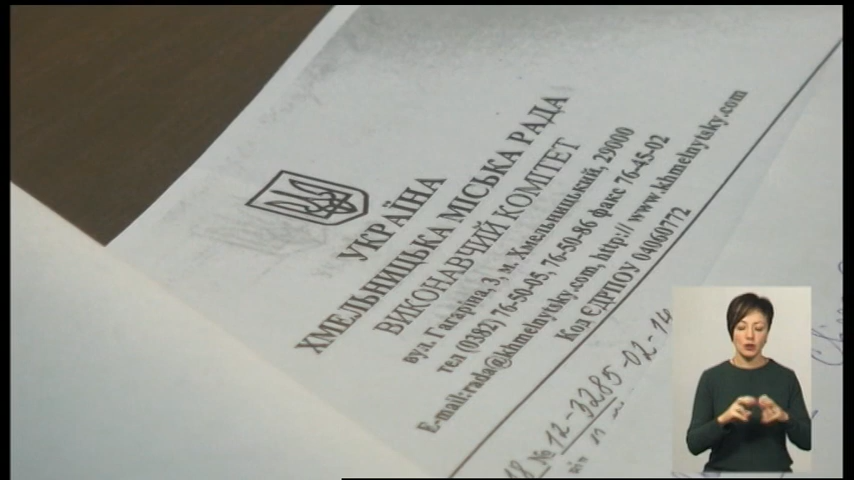 УКРАЇНА
ХМЕЛЬНИЦЬКА МІСЬКА РАДА
ВИКОНАВЧИЙ КОМІТЕТ
вул. Гагаріна, 3, м. Хмельницький, 29000
тел (0382) 76-50-05, 76-50-86 факс 76-45-02
E-mail:rada@khmelnytsky.com, http:// www.khmelnytsky.com
Код ЄДРПОУ 04060772
18 № 12-3285-02-14
від